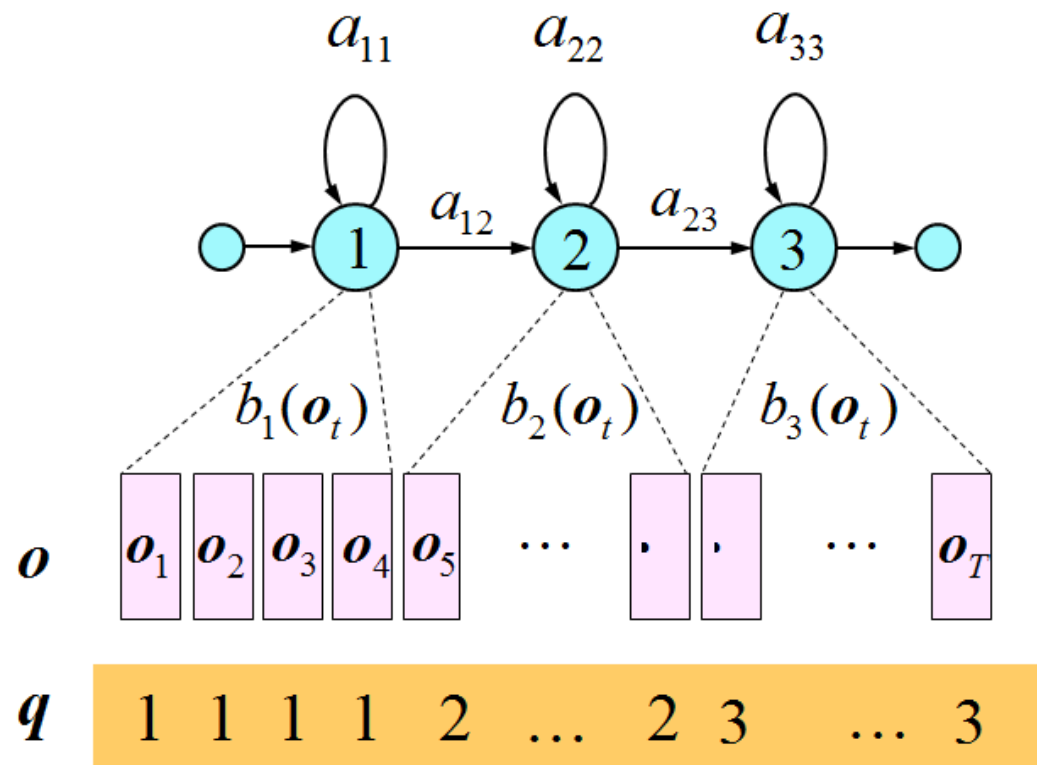 a₁₁ a₂₂ a₃₃
a₁₂ a₂₃
1 2 3
b₁(oₜ) b₂(oₜ) b₃(oₜ)
o o₁ o₂ o₃ o₄ o₅ ... . . ... o_T
q 1 1 1 1 2 ... 2 3 ... 3